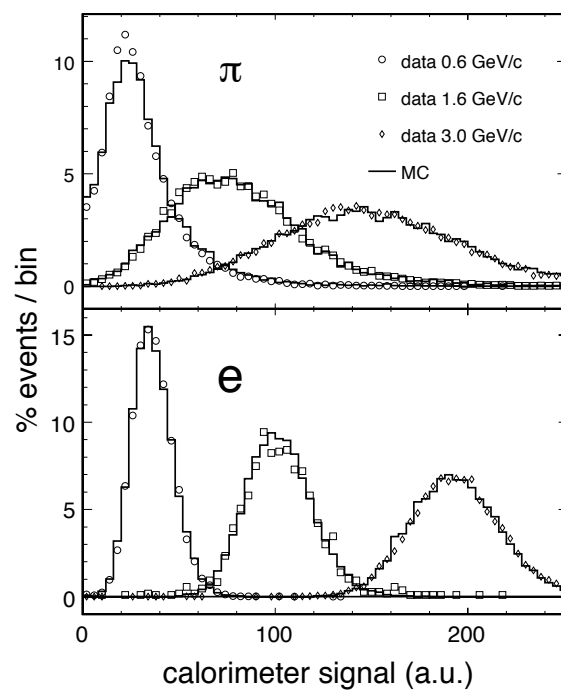 π
data 0.6 GeV/c
data 1.6 GeV/c
data 3.0 GeV/c
MC
10
5
0
e
15
10
5
0
% events / bin
0
100
200
calorimeter signal (a.u.)